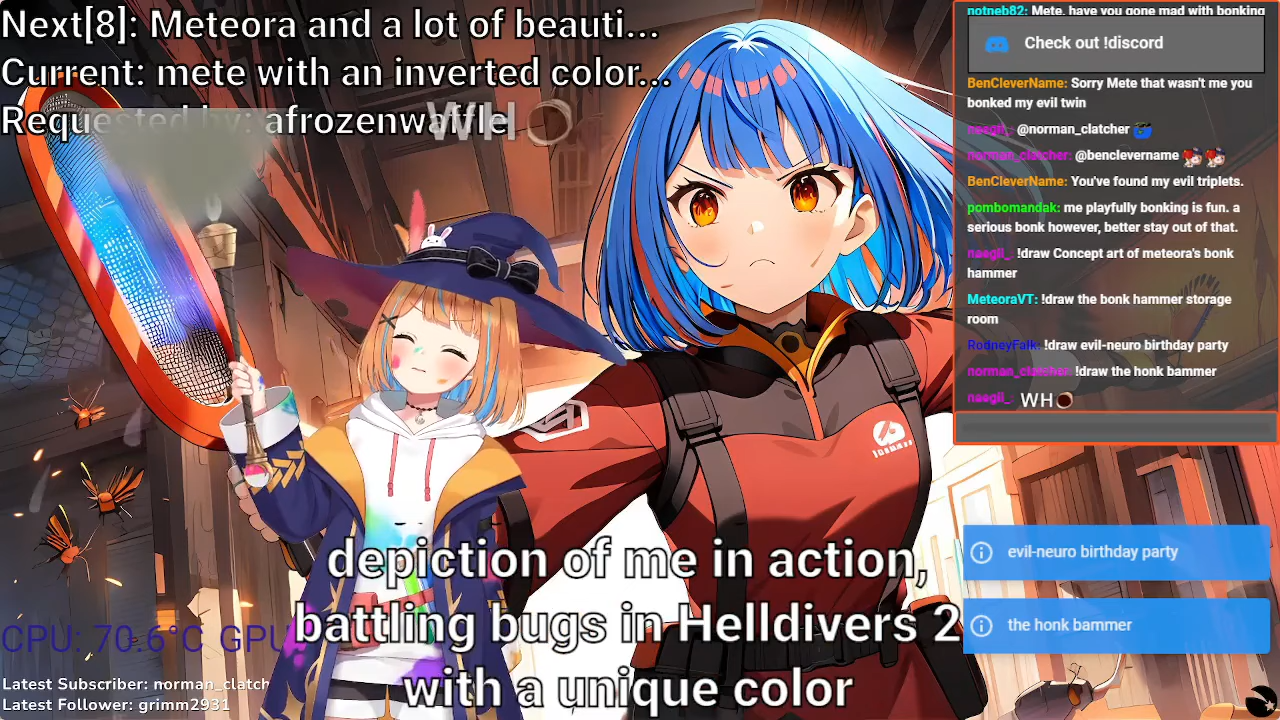 Next[8]: Meteora and a lot of beauti...
Current: mete with an inverted color...
Requested by: afrozenwaffle
WH
notneb82: Mete, have you gone mad with bonking
Check out !discord
BenCleverName: Sorry Mete that wasn't me you
bonked my evil twin
naegii_: @norman_clatcher
norman_clatcher: @benclevername
BenCleverName: You've found my evil triplets.
pombomandak: me playfully bonking is fun. a
serious bonk however, better stay out of that.
naegii_: !draw Concept art of meteora's bonk
hammer
MeteoraVT: !draw the bonk hammer storage
room
RodneyFalk: !draw evil-neuro birthday party
norman_clatcher: !draw the honk bammer
naegii_: WH
evil-neuro birthday party
the honk bammer
depiction of me in action,
battling bugs in Helldivers 2
with a unique color
CPU: 70.6°C GPU
Latest Subscriber: norman_clatch
Latest Follower: grimm2931